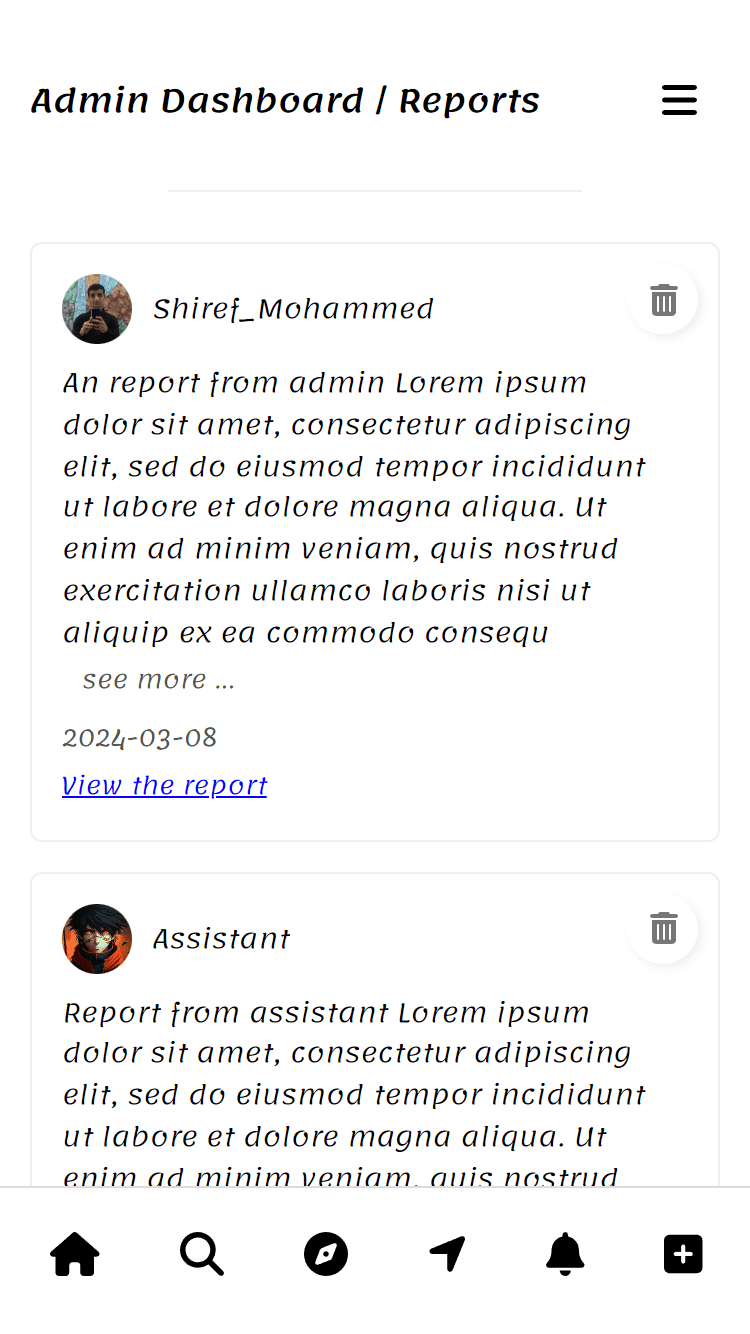 Admin Dashboard / Reports
Shiref_Mohammed
An report from admin Lorem ipsum
dolor sit amet, consectetur adipiscing
elit, sed do eiusmod tempor incididunt
ut labore et dolore magna aliqua. Ut
enim ad minim veniam, quis nostrud
exercitation ullamco laboris nisi ut
aliquip ex ea commodo consequ
see more ...
2024-03-08
View the report
Assistant
Report from assistant Lorem ipsum
dolor sit amet, consectetur adipiscing
elit, sed do eiusmod tempor incididunt
ut labore et dolore magna aliqua. Ut
enim ad minim veniam, quis nostrud